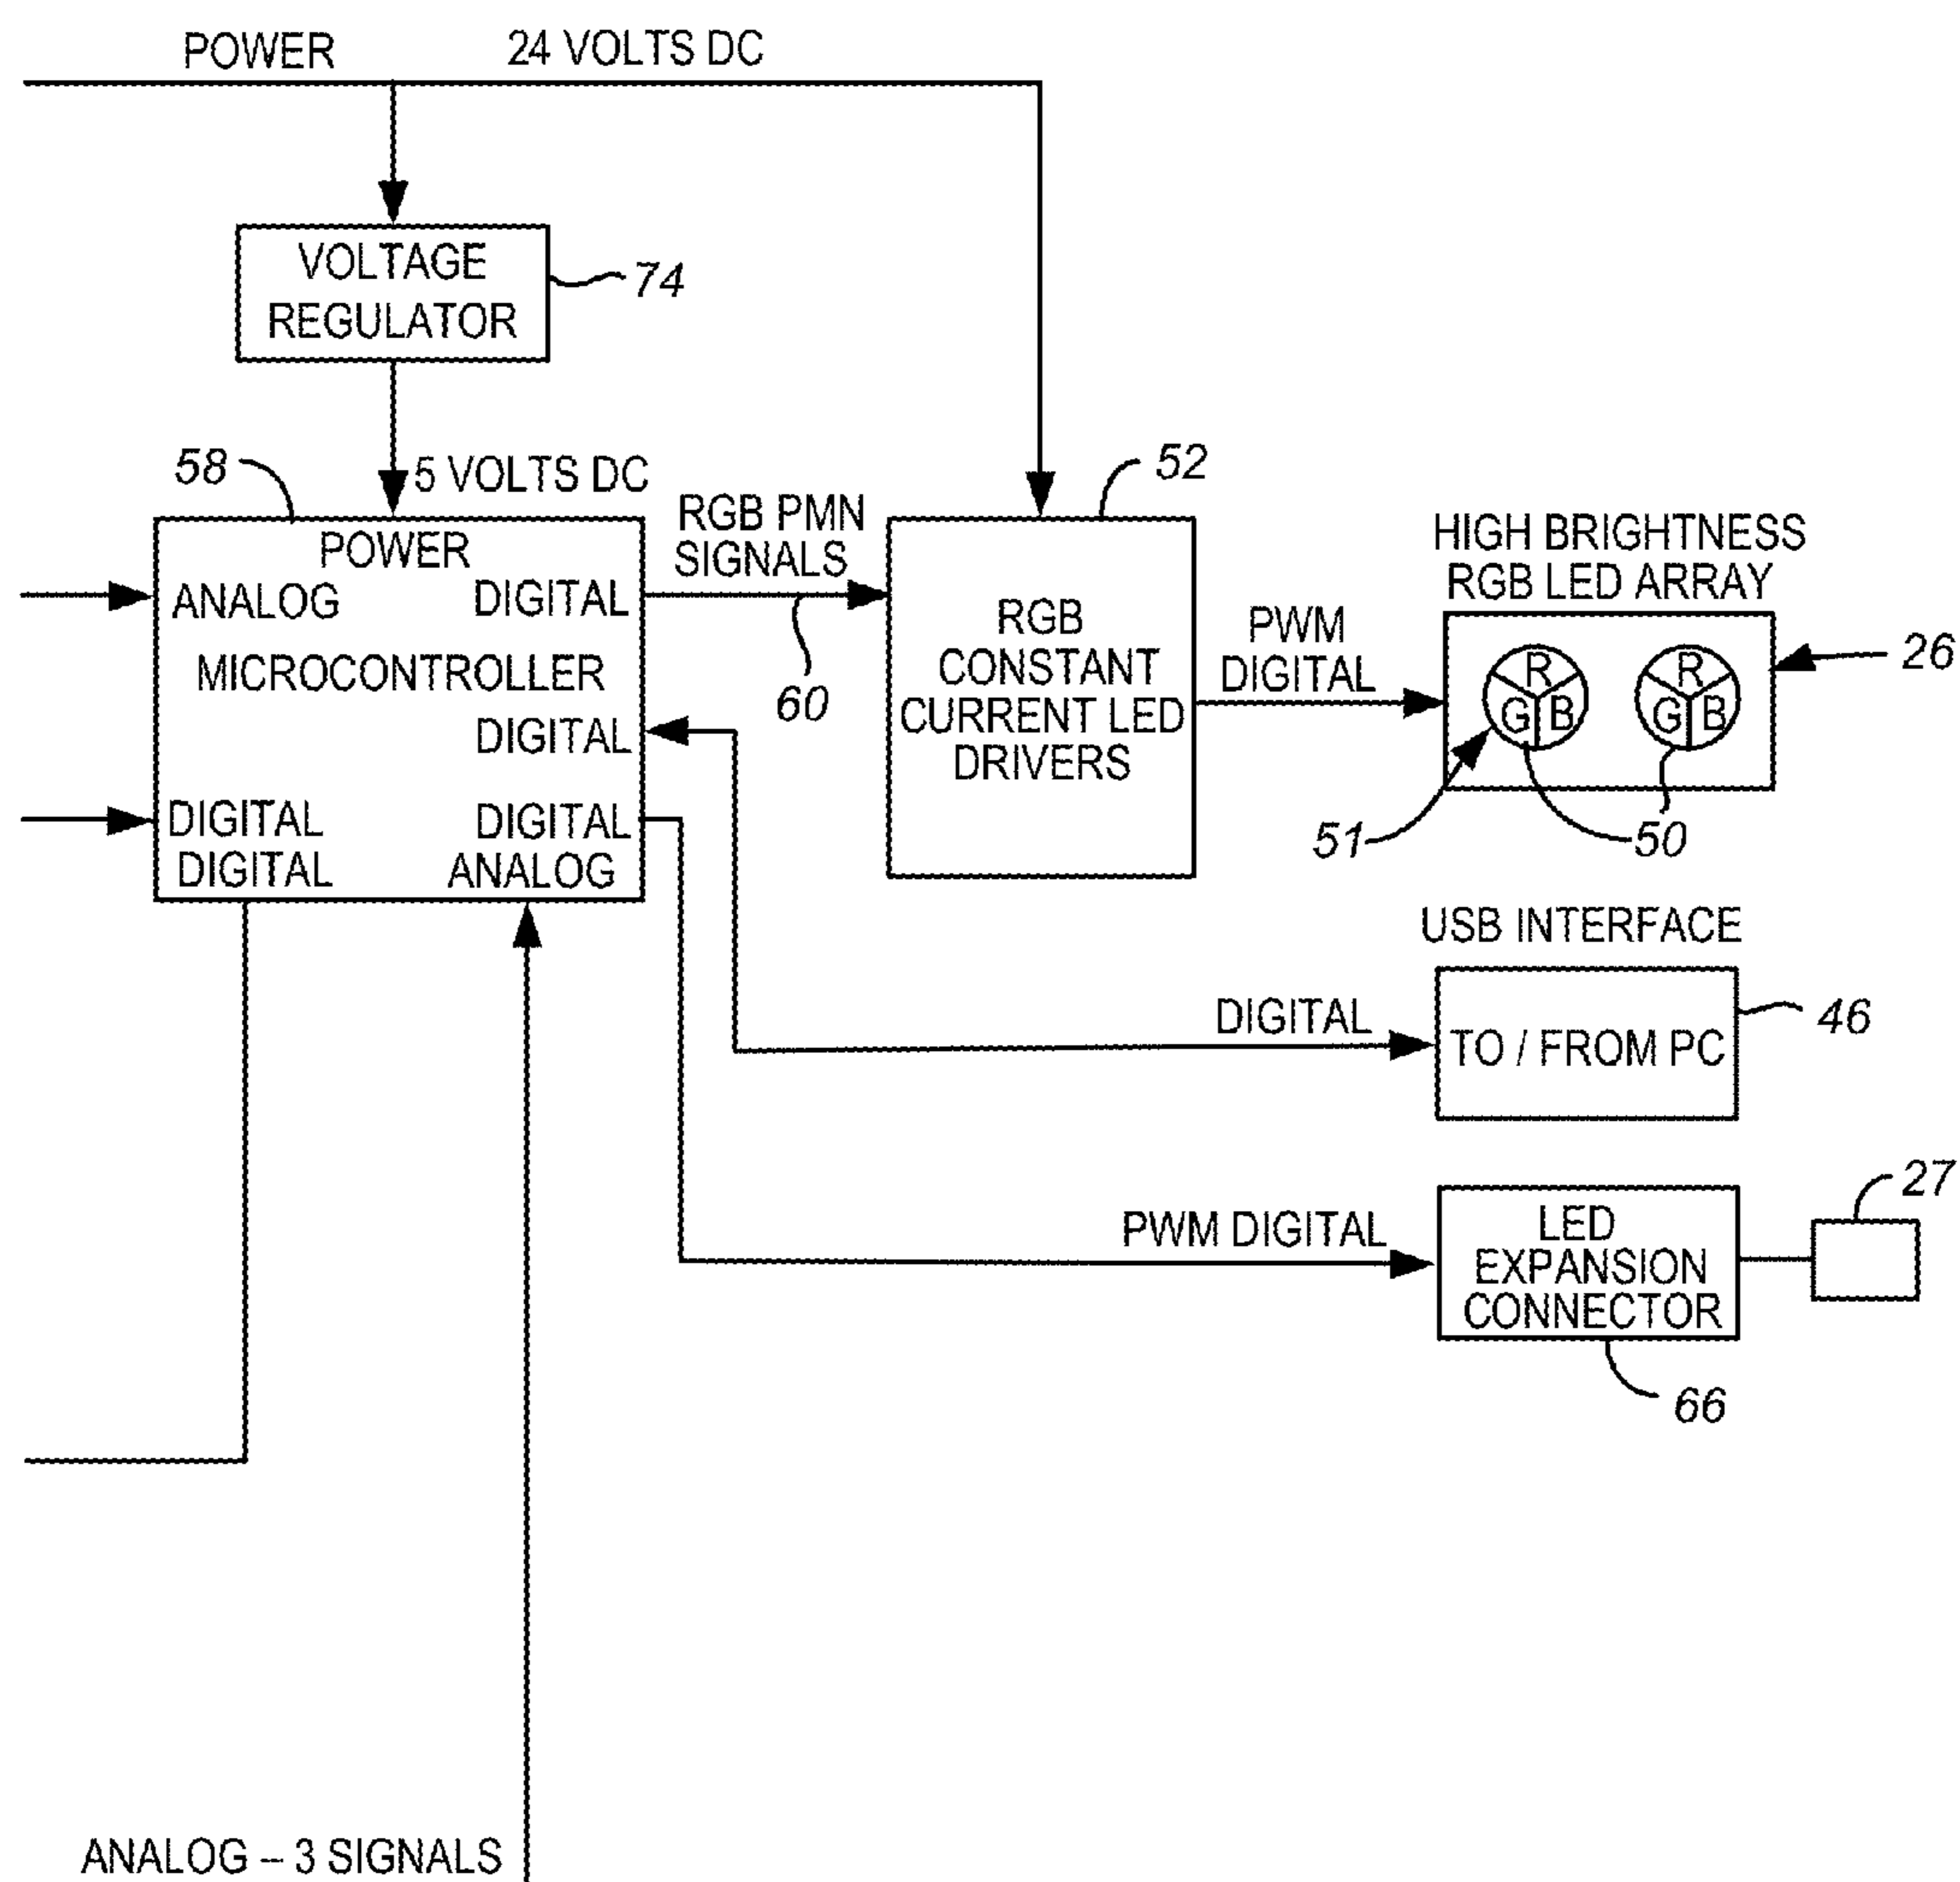 POWER
24 VOLTS DC
VOLTAGE
REGULATOR
74
58
5 VOLTS DC
RGB PMN
SIGNALS
52
POWER
ANALOG
DIGITAL
MICROCONTROLLER
DIGITAL
DIGITAL
DIGITAL
DIGITAL
ANALOG
60
RGB
CONSTANT
CURRENT LED
DRIVERS
PWM
DIGITAL
HIGH BRIGHTNESS
RGB LED ARRAY
R
G B
R
G B
26
51
50
USB INTERFACE
DIGITAL
TO / FROM PC
46
PWM DIGITAL
LED
EXPANSION
CONNECTOR
27
66
ANALOG – 3 SIGNALS